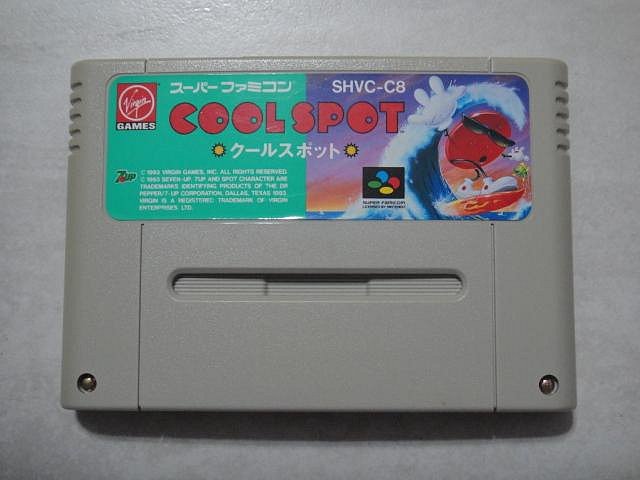 Virgin
GAMES
スーパーファミコン
SHVC-C8
COOL SPOT
クールスポット
7UP
© 1993 VIRGIN GAMES, INC. ALL RIGHTS RESERVED.
© 1993 SEVEN-UP, 7UP AND SPOT CHARACTER ARE
TRADEMARKS IDENTIFYING PRODUCTS OF THE DR
PEPPER/7-UP CORPORATION, DALLAS, TEXAS 1993.
VIRGIN IS A REGISTERED TRADEMARK OF VIRGIN
ENTERPRISES, LTD.
SUPER FAMICOM
LICENSED BY NINTENDO